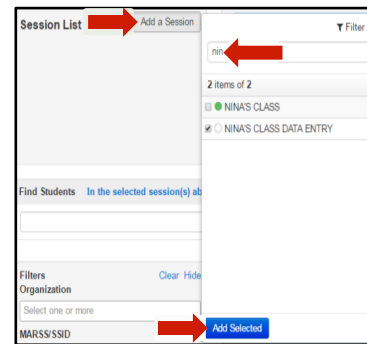 Session List
Add a Session
Filter
nin
2 items of 2
NINA'S CLASS
NINA'S CLASS DATA ENTRY
Find Students In the selected session(s) ab
Filters Clear Hide
Organization
Select one or more
MARSS/SSID
Add Selected